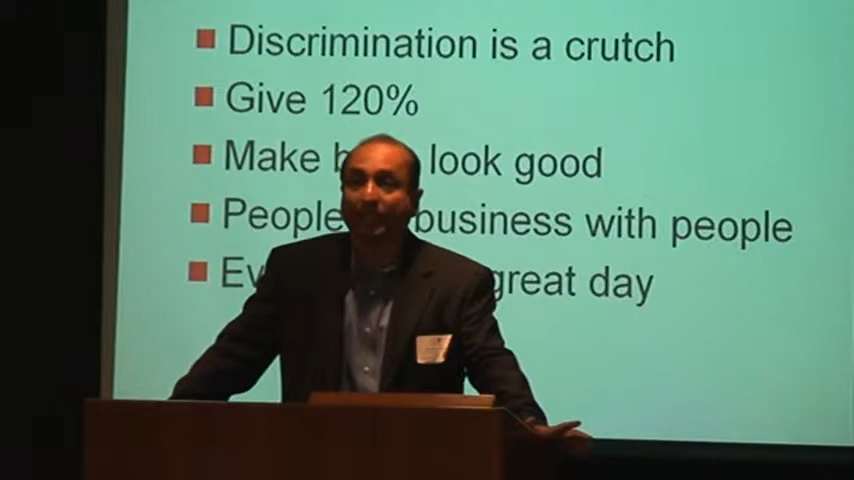 Discrimination is a crutch
Give 120%
Make look good
People business with people
great day